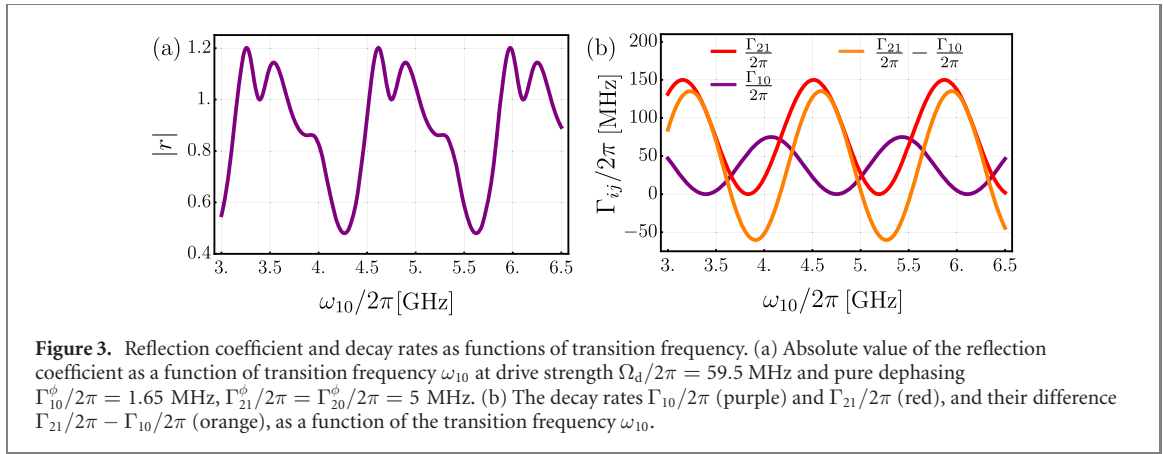 (a)
1.2
1.
0.8
0.6
0.4
|r|
3.
3.5
4.
4.5
5.
5.5
6.
6.5
ω₁₀/2π [GHz]
(b)
200
150
100
50
0
−50
Γᵢⱼ/2π [MHz]
Γ₂₁/2π
Γ₁₀/2π
Γ₂₁/2π − Γ₁₀/2π
3.
3.5
4.
4.5
5.
5.5
6.
6.5
ω₁₀/2π [GHz]
Figure 3. Reflection coefficient and decay rates as functions of transition frequency. (a) Absolute value of the reflection
coefficient as a function of transition frequency ω₁₀ at drive strength Ω_d/2π = 59.5 MHz and pure dephasing
Γ₁₀^ϕ/2π = 1.65 MHz, Γ₂₁^ϕ/2π = Γ₂₀^ϕ/2π = 5 MHz. (b) The decay rates Γ₁₀/2π (purple) and Γ₂₁/2π (red), and their difference
Γ₂₁/2π − Γ₁₀/2π (orange), as a function of the transition frequency ω₁₀.